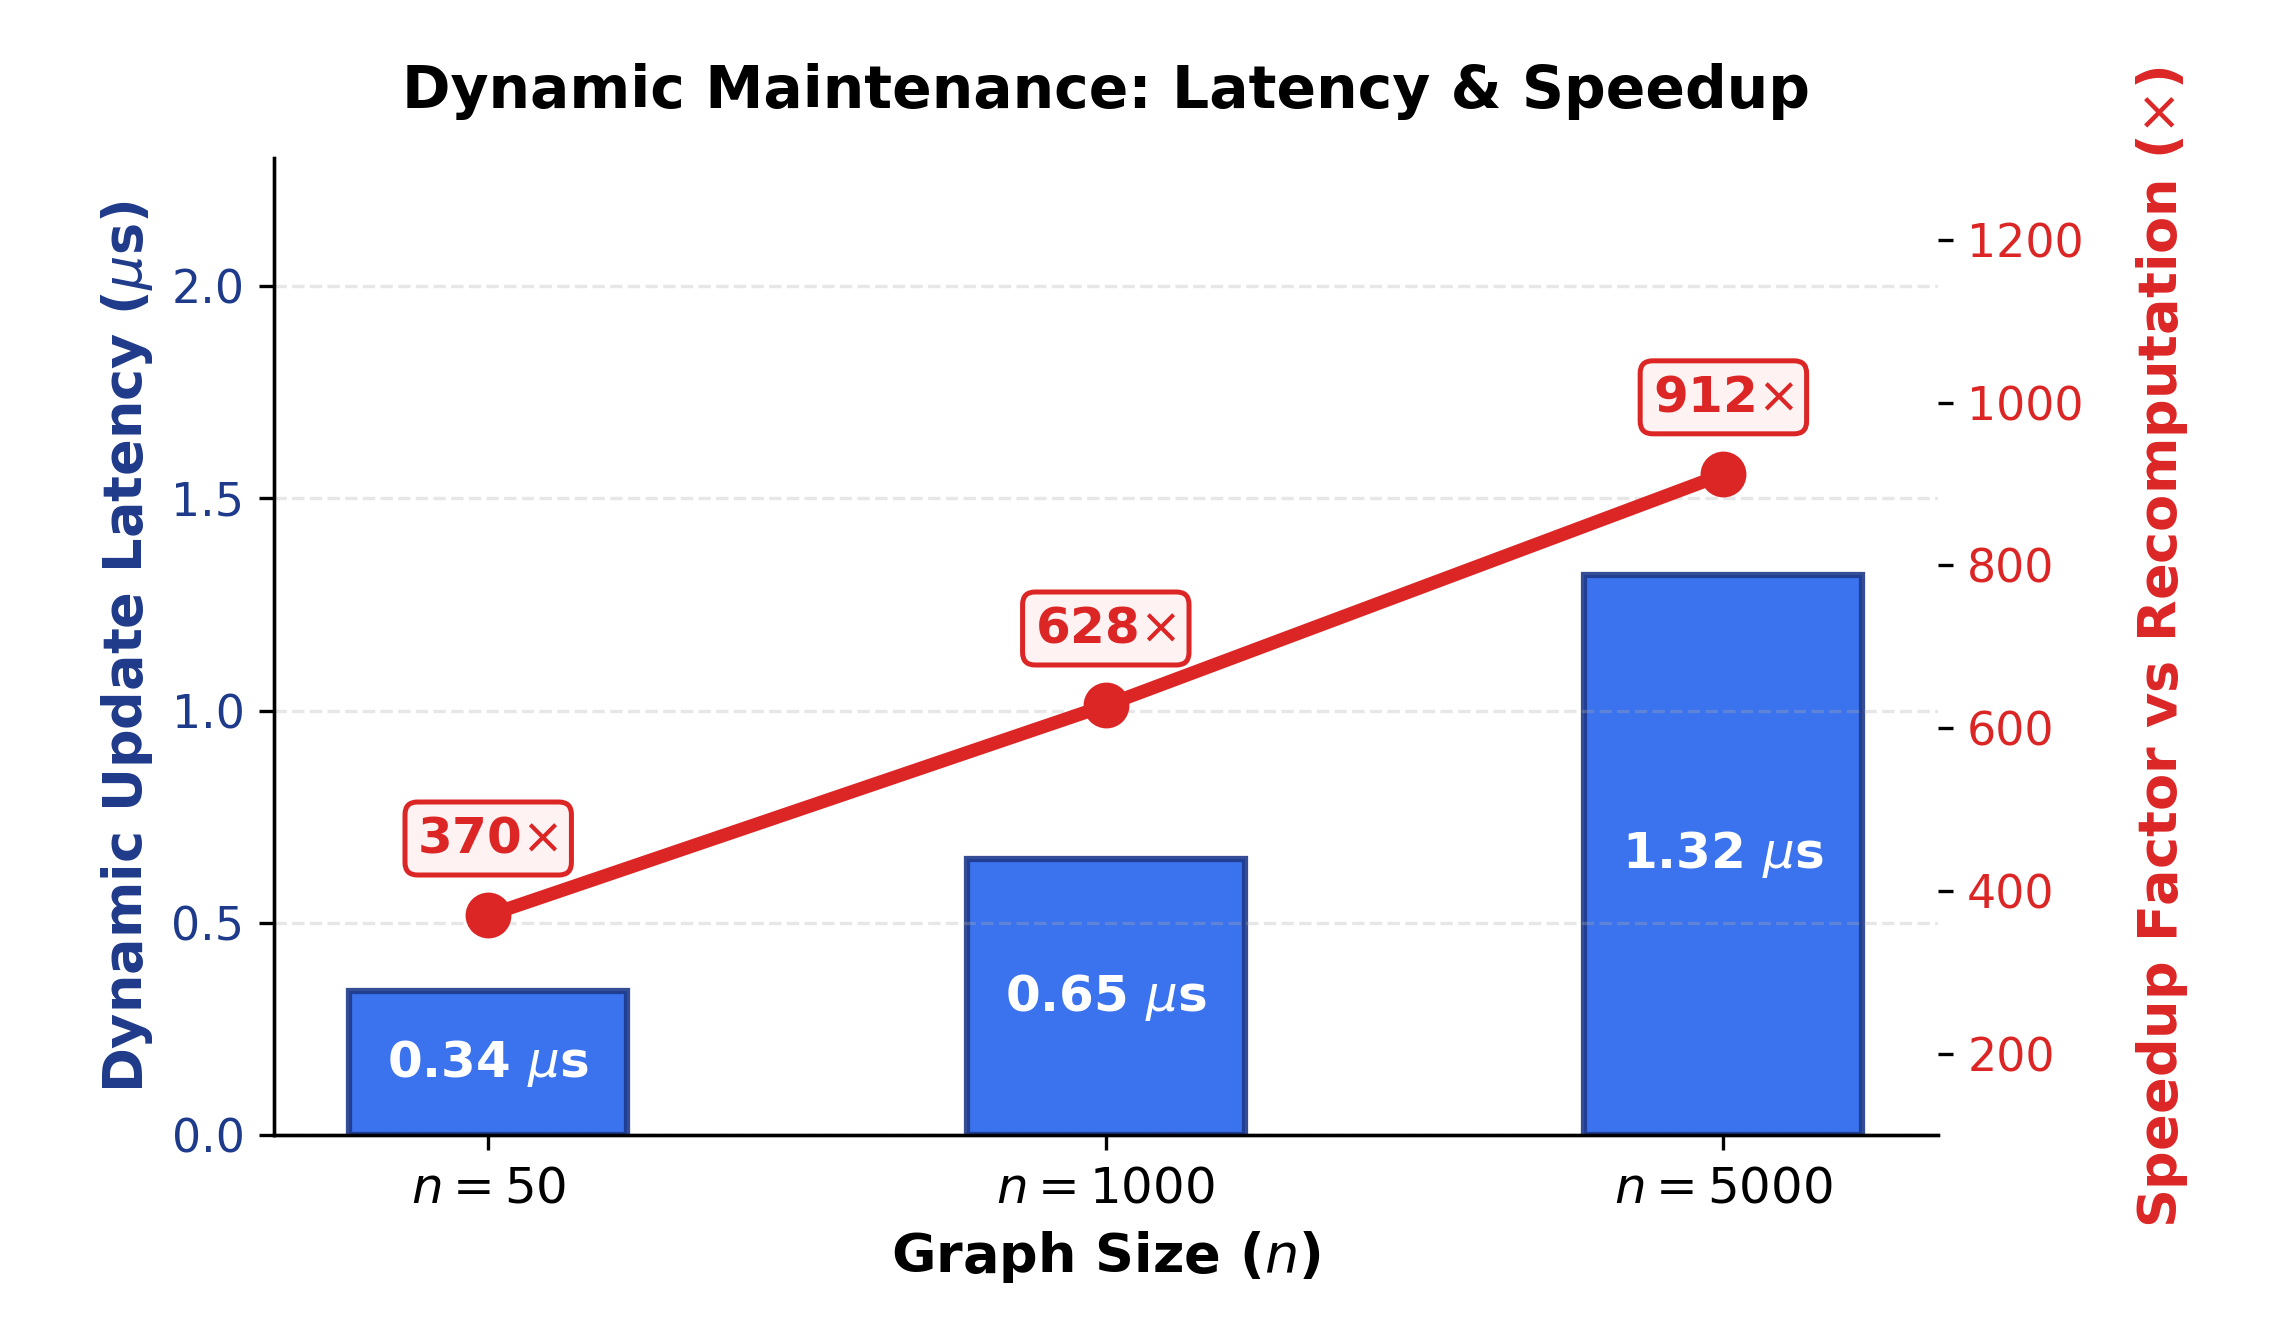 Dynamic Maintenance: Latency & Speedup
Dynamic Update Latency (μs)
2.0
1.5
1.0
0.5
0.0
370×
628×
912×
0.34 μs
0.65 μs
1.32 μs
1200
1000
800
600
400
200
Speedup Factor vs Recomputation (×)
n = 50
n = 1000
n = 5000
Graph Size (n)